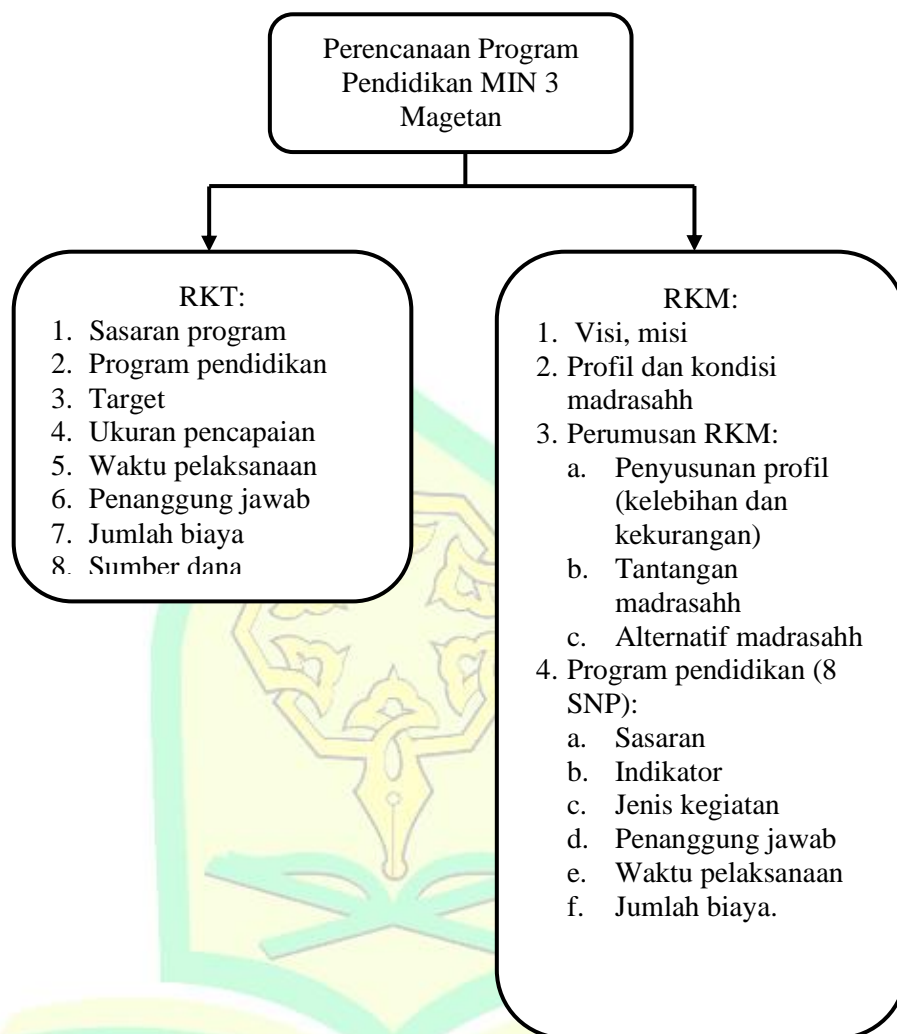 Perencanaan Program
Pendidikan MIN 3
Magetan
RKT:
1. Sasaran program
2. Program pendidikan
3. Target
4. Ukuran pencapaian
5. Waktu pelaksanaan
6. Penanggung jawab
7. Jumlah biaya
8. Sumber dana
RKM:
1. Visi, misi
2. Profil dan kondisi
madrasahh
3. Perumusan RKM:
a. Penyusunan profil
(kelebihan dan
kekurangan)
b. Tantangan
madrasahh
c. Alternatif madrasahh
4. Program pendidikan (8
SNP):
a. Sasaran
b. Indikator
c. Jenis kegiatan
d. Penanggung jawab
e. Waktu pelaksanaan
f. Jumlah biaya.